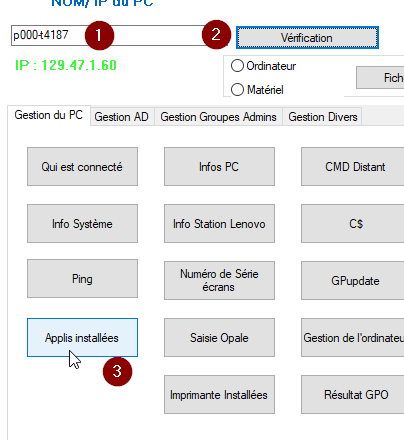 NOM/ IP du PC
p000t4187 1 2 Vérification
IP : 129.47.1.60
Ordinateur
Matériel
Fich
Gestion du PC Gestion AD Gestion Groupes Admins Gestion Divers
Qui est connecté Infos PC CMD Distant
Info Système Info Station Lenovo C$
Ping Numéro de Série
écrans GPupdate
Applis installées Saisie Opale Gestion de l'ordinateu
3
Imprimante Installées Résultat GPO